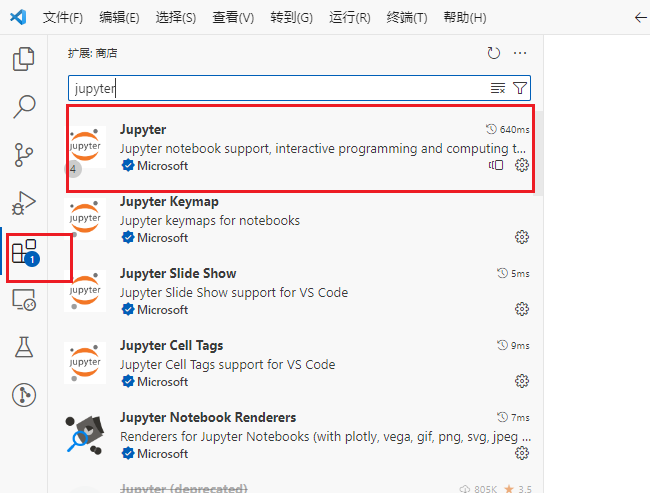 文件(F) 编辑(E) 选择(S) 查看(V) 转到(G) 运行(R) 终端(T) 帮助(H)
扩展: 商店
jupyter
Jupyter 640ms
Jupyter notebook support, interactive programming and computing t...
Microsoft
jupyter
4
Jupyter Keymap
Jupyter keymaps for notebooks
Microsoft
jupyter
1
Jupyter Slide Show 5ms
Jupyter Slide Show support for VS Code
Microsoft
jupyter
Jupyter Cell Tags 9ms
Jupyter Cell Tags support for VS Code
Microsoft
jupyter
Jupyter Notebook Renderers 7ms
Renderers for Jupyter Notebooks (with plotly, vega, gif, png, svg, jpeg ...
Microsoft
Jupyter (deprecated) 805K 3.5